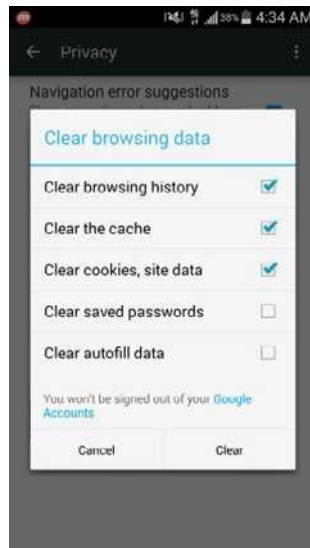 38% 4:34 AM
Privacy
Navigation error suggestions
Clear browsing data
Clear browsing history
Clear the cache
Clear cookies, site data
Clear saved passwords
Clear autofill data
You won't be signed out of your Google
Accounts
Cancel Clear